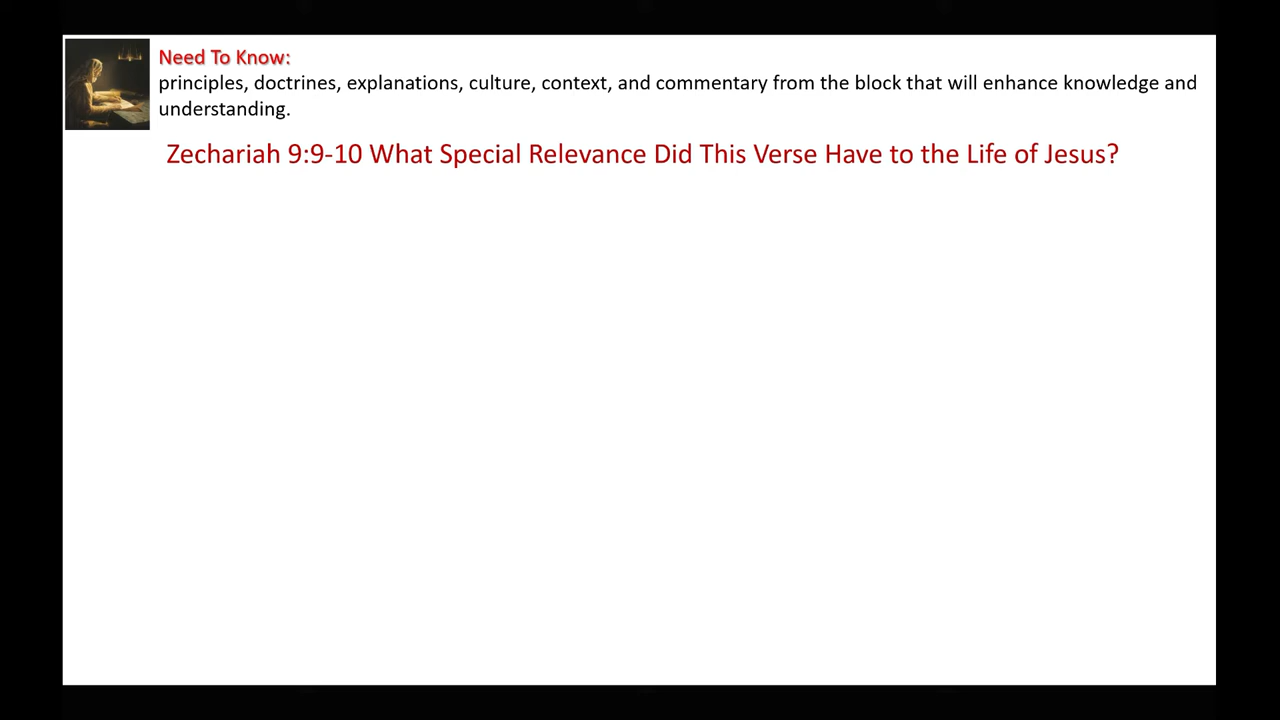 Need To Know:
principles, doctrines, explanations, culture, context, and commentary from the block that will enhance knowledge and
understanding.
Zechariah 9:9-10 What Special Relevance Did This Verse Have to the Life of Jesus?